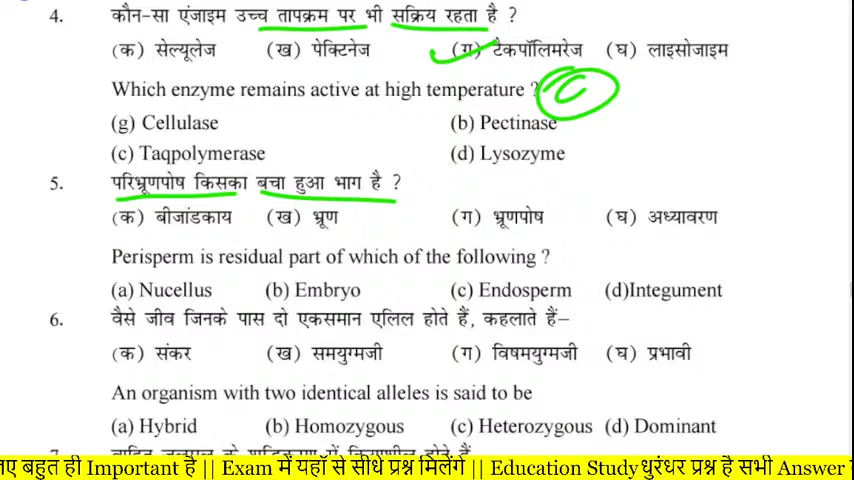 4. कौन-सा एंजाइम उच्च तापक्रम पर भी सक्रिय रहता है ?
(क) सेल्यूलेज (ख) पेक्टिनेज (ग) टैकपॉलिमरेज (घ) लाइसोजाइम
Which enzyme remains active at high temperature ?
(g) Cellulase (b) Pectinase
(c) Taqpolymerase (d) Lysozyme
5. परिभ्रूणपोष किसका बचा हुआ भाग है ?
(क) बीजांडकाय (ख) भ्रूण (ग) भ्रूणपोष (घ) अध्यावरण
Perisperm is residual part of which of the following ?
(a) Nucellus (b) Embryo (c) Endosperm (d)Integument
6. वैसे जीव जिनके पास दो एकसमान एलिल होते हैं, कहलाते हैं–
(क) संकर (ख) समयुग्मजी (ग) विषमयुग्मजी (घ) प्रभावी
An organism with two identical alleles is said to be
(a) Hybrid (b) Homozygous (c) Heterozygous (d) Dominant
बहुत ही Important है || Exam में यहाँ से सीधे प्रश्न मिलेंगे || Education Study धुरंधर प्रश्न है सभी Answer